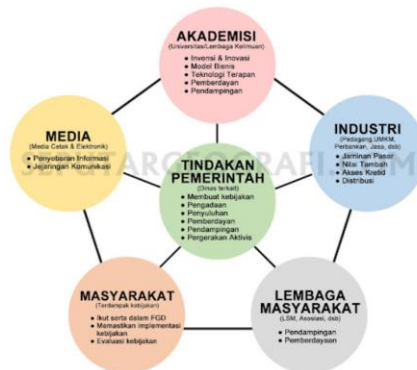 AKADEMISI
(Universitas/Lembaga Keilmuan)
• Invensi & Inovasi
• Model Bisnis
• Teknologi Terapan
• Pemberdayan
• Pendampingan
MEDIA
(Media Cetak & Elektronik)
• Penyebaran Informasi
• Jejaringan Komunikasi
INDUSTRI
(Pedagang, UMKM,
Perbankan, Jasa, dsb)
• Jaminan Pasar
• Nilai Tambah
• Akses Kretid
• Distribusi
TINDAKAN
PEMERINTAH
(Dinas terkait)
• Membuat kebijakan
• Pengadaan
• Penyuluhan
• Pemberdayan
• Pendampingan
• Pergerakan Aktivis
MASYARAKAT
(Terdampak kebijakan)
• Ikut serta dalam FGD
• Memastikan implementasi
kebijakan
• Evaluasi kebijakan
LEMBAGA
MASYARAKAT
(LSM, Asosiasi, dsb)
• Pendampingan
• Pemberdayaan